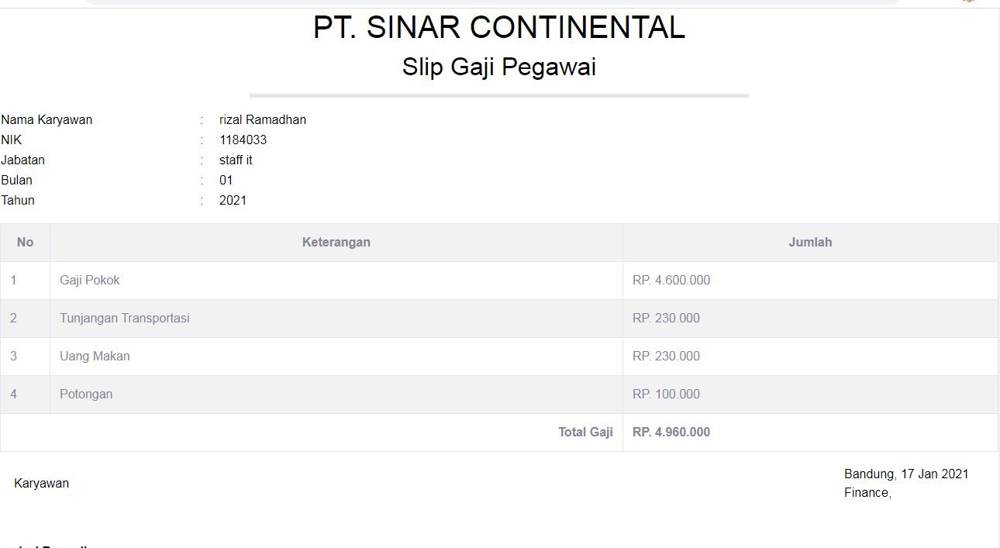 PT. SINAR CONTINENTAL
Slip Gaji Pegawai
Nama Karyawan : rizal Ramadhan
NIK : 1184033
Jabatan : staff it
Bulan : 01
Tahun : 2021
No Keterangan Jumlah
1 Gaji Pokok RP. 4.600.000
2 Tunjangan Transportasi RP. 230.000
3 Uang Makan RP. 230.000
4 Potongan RP. 100.000
Total Gaji RP. 4.960.000
Karyawan
Bandung, 17 Jan 2021
Finance,